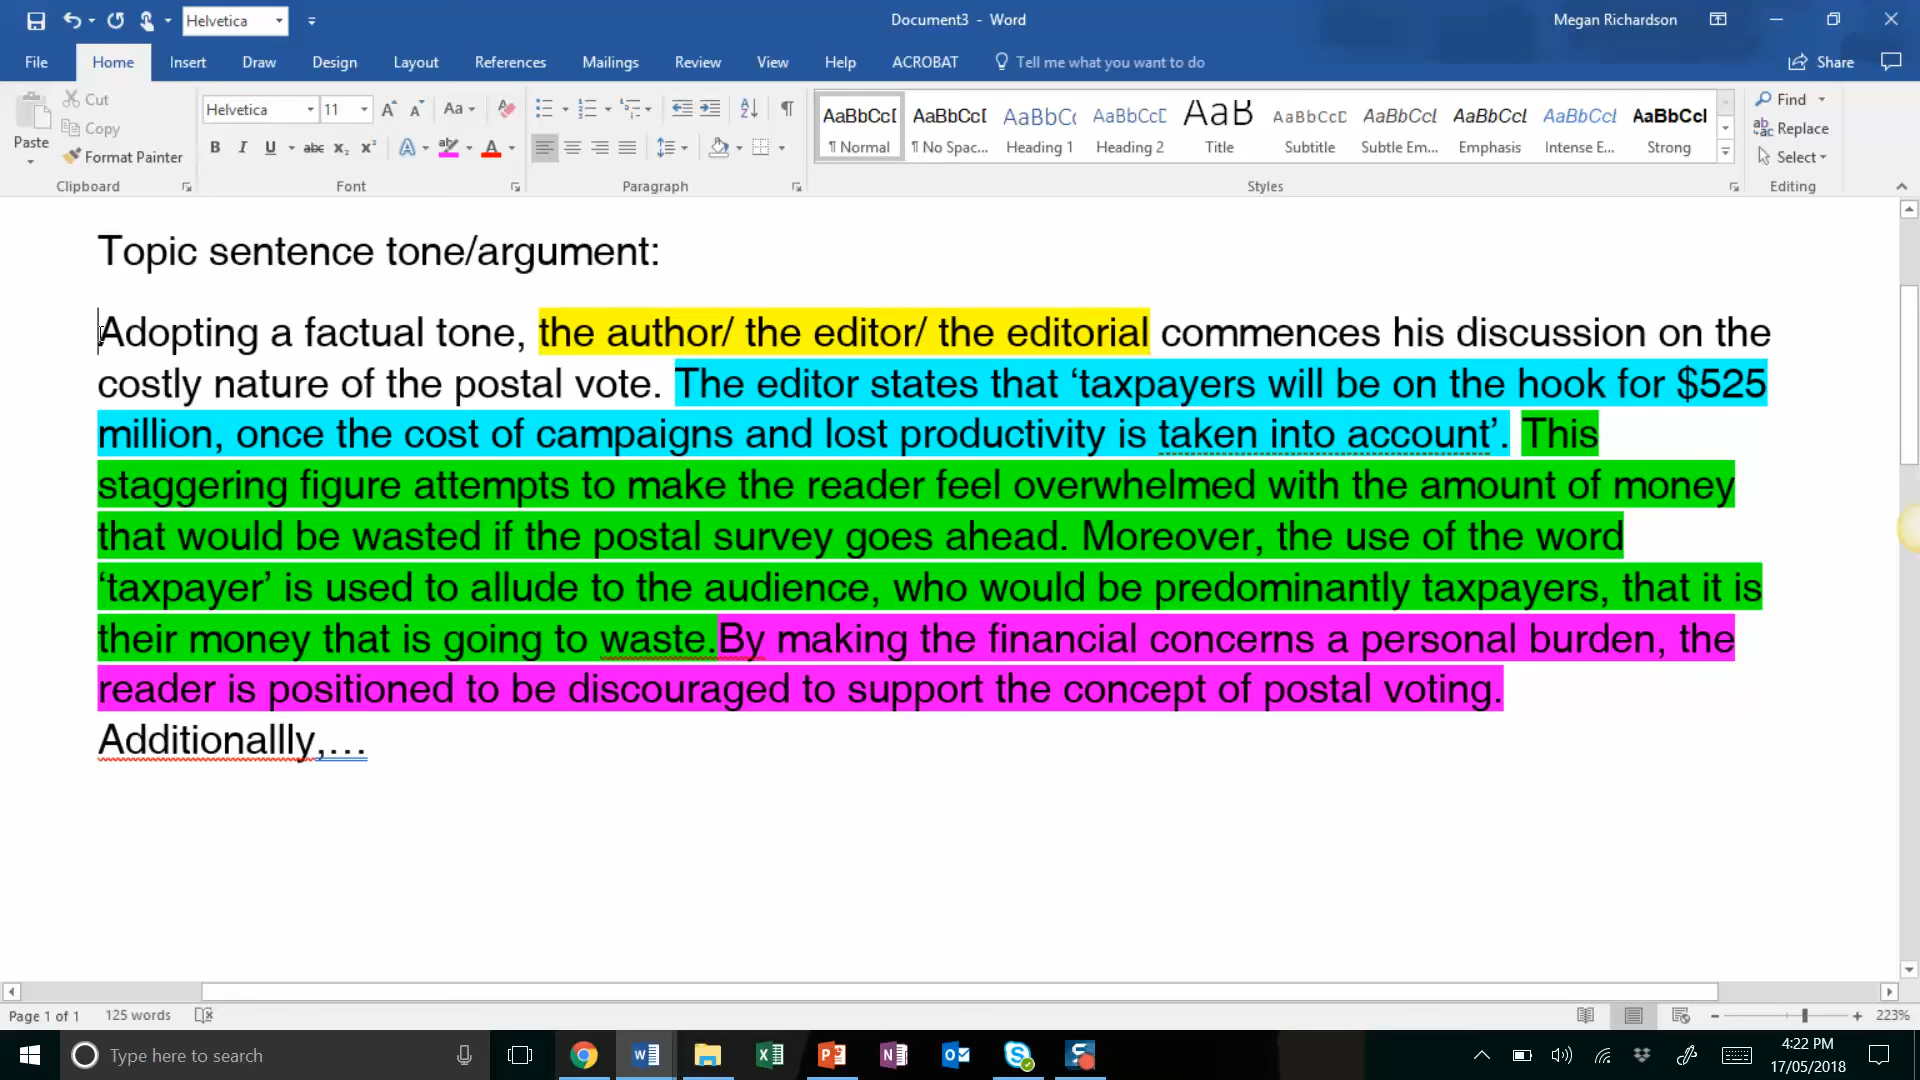 Helvetica
Document3 - Word
Megan Richardson
File Home Insert Draw Design Layout References Mailings Review View Help ACROBAT Tell me what you want to do Share
Paste
Cut
Copy
Format Painter
Clipboard
Helvetica 11
Font
Paragraph
AaBbCcD ¶ Normal
AaBbCcD ¶ No Spac...
AaBbCc Heading 1
AaBbCcD Heading 2
AaB Title
AaBbCcD Subtitle
AaBbCcL Subtle Em...
AaBbCcL Emphasis
AaBbCcL Intense E...
AaBbCcl Strong
Styles
Find
Replace
Select
Editing
Topic sentence tone/argument:
Adopting a factual tone, the author/ the editor/ the editorial commences his discussion on the
costly nature of the postal vote. The editor states that ‘taxpayers will be on the hook for $525
million, once the cost of campaigns and lost productivity is taken into account’. This
staggering figure attempts to make the reader feel overwhelmed with the amount of money
that would be wasted if the postal survey goes ahead. Moreover, the use of the word
‘taxpayer’ is used to allude to the audience, who would be predominantly taxpayers, that it is
their money that is going to waste.By making the financial concerns a personal burden, the
reader is positioned to be discouraged to support the concept of postal voting.
Additionallly,…
Page 1 of 1 125 words
223%
Type here to search
4:22 PM
17/05/2018